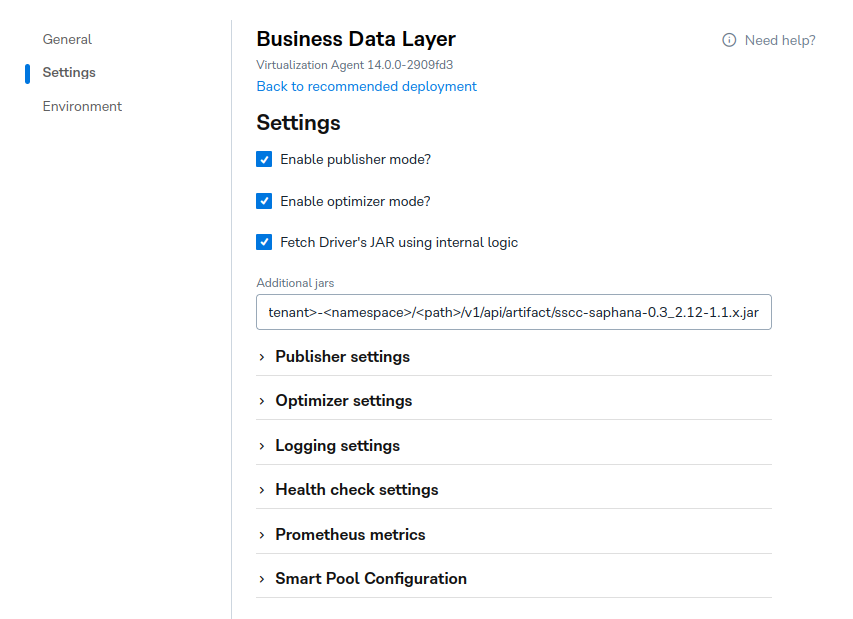 General
Settings
Environment
Business Data Layer
Need help?
Virtualization Agent 14.0.0-2909fd3
Back to recommended deployment
Settings
Enable publisher mode?
Enable optimizer mode?
Fetch Driver's JAR using internal logic
Additional jars
tenant>-<namespace>/<path>/v1/api/artifact/sscc-saphana-0.3_2.12-1.1.x.jar
Publisher settings
Optimizer settings
Logging settings
Health check settings
Prometheus metrics
Smart Pool Configuration